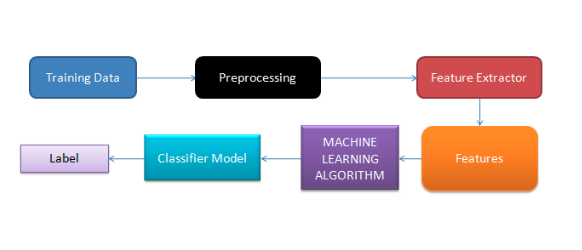 Training Data
Preprocessing
Feature Extractor
Features
MACHINE
LEARNING
ALGORITHM
Classifier Model
Label